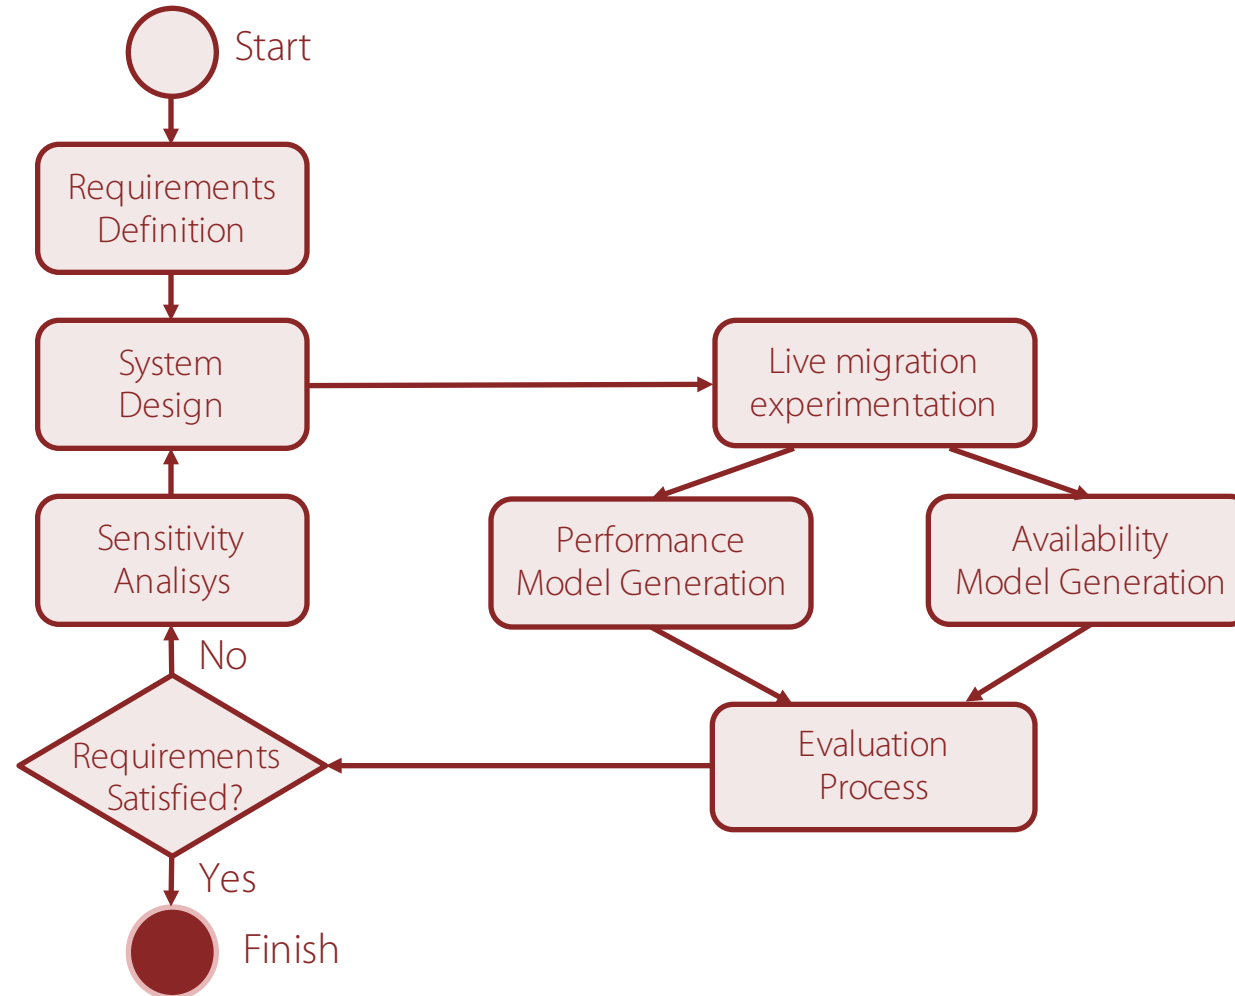 Start
Requirements
Definition
System
Design
Live migration
experimentation
Sensitivity
Analisys
Performance
Model Generation
Availability
Model Generation
No
Requirements
Satisfied?
Evaluation
Process
Yes
Finish